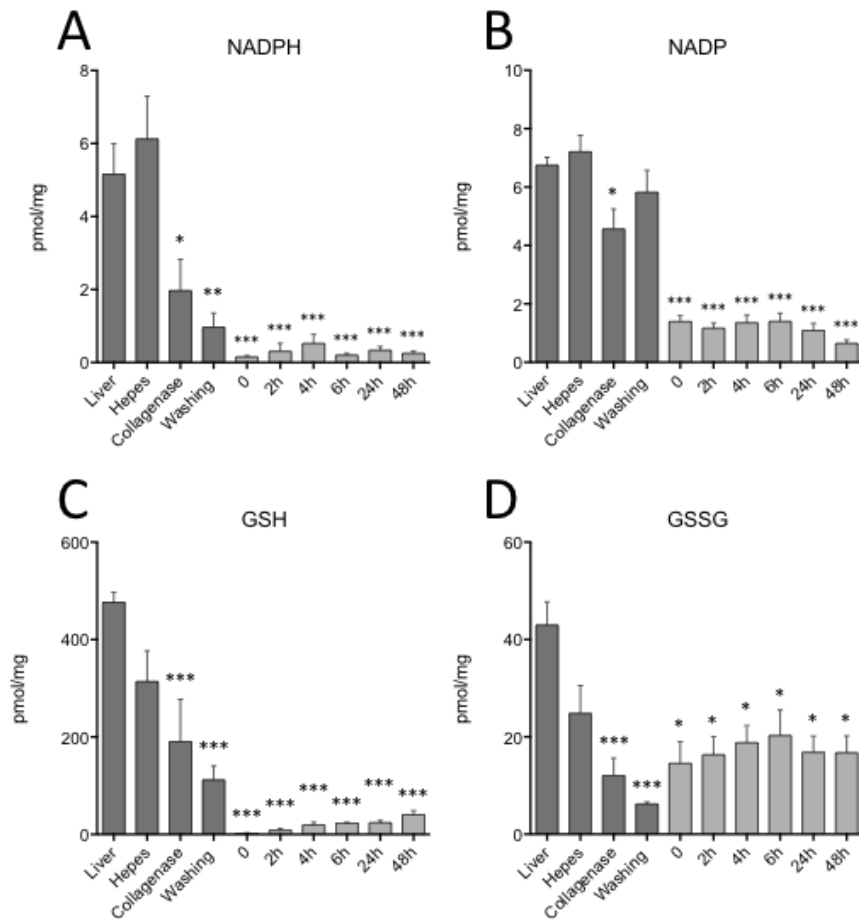 A
NADPH
pmol/mg
8
6
4
2
0
*
**
***
***
***
***
***
***
Liver
Hepes
Collagenase
Washing
0
2h
4h
6h
24h
48h
B
NADP
pmol/mg
10
8
6
4
2
0
*
***
***
***
***
***
***
Liver
Hepes
Collagenase
Washing
0
2h
4h
6h
24h
48h
C
GSH
pmol/mg
600
400
200
0
***
***
***
***
***
***
***
***
Liver
Hepes
Collagenase
Washing
0
2h
4h
6h
24h
48h
D
GSSG
pmol/mg
60
40
20
0
***
***
*
*
*
*
*
*
Liver
Hepes
Collagenase
Washing
0
2h
4h
6h
24h
48h